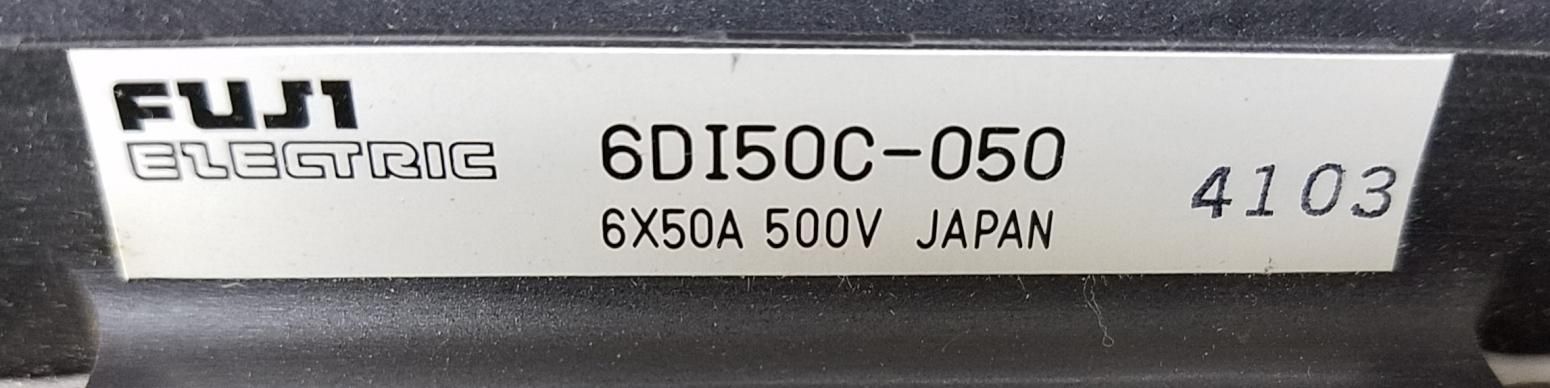 FUJI
ELECTRIC
6DI50C-050
6X50A 500V JAPAN
4103